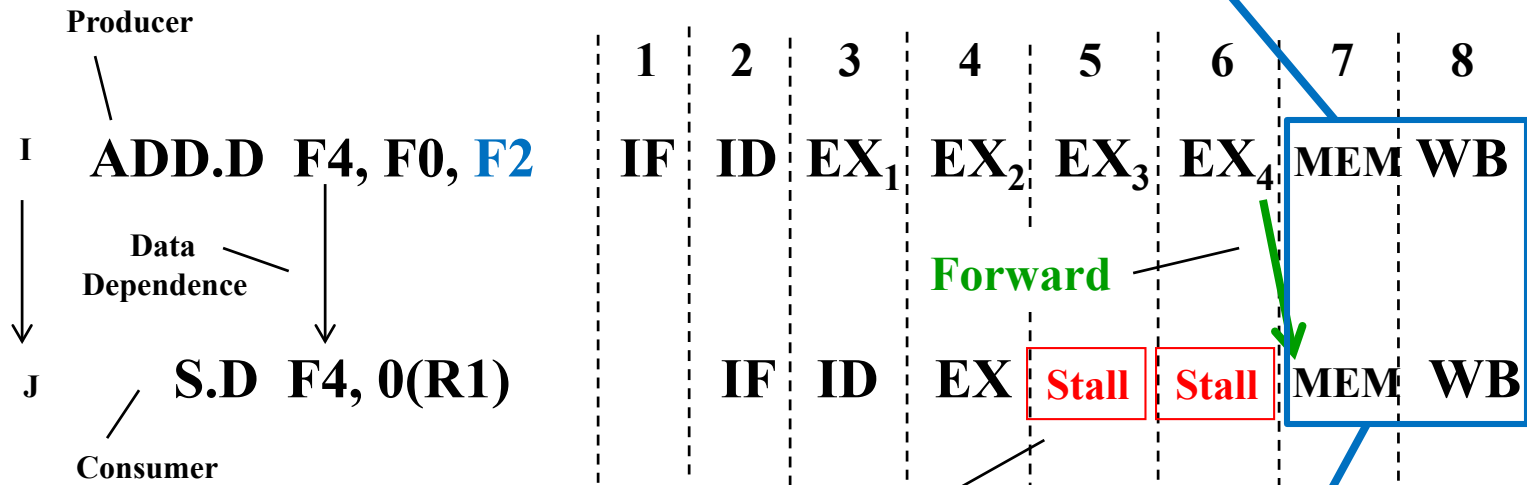 Producer
1 2 3 4 5 6 7 8
I ADD.D F4, F0, F2 IF ID EX1 EX2 EX3 EX4 MEM WB
Data
Dependence
Forward
J S.D F4, 0(R1) IF ID EX Stall Stall MEM WB
Consumer